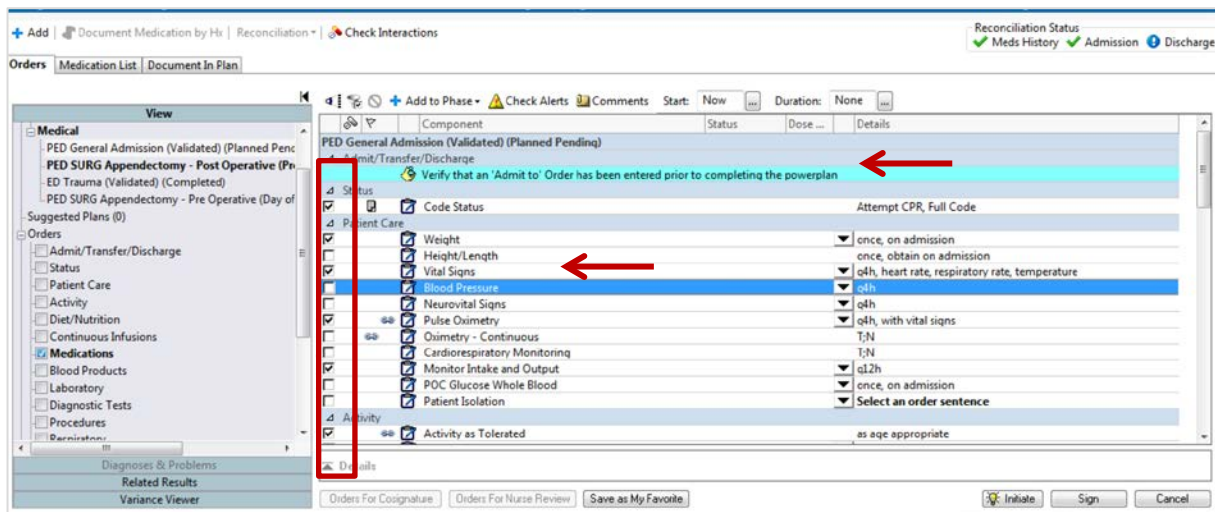 Add Document Medication by Hx Reconciliation Check Interactions
Reconciliation Status
Meds History Admission Discharge
Orders Medication List Document In Plan
View
Medical
PED General Admission (Validated) (Planned Penc
PED SURG Appendectomy - Post Operative (Pr
ED Trauma (Validated) (Completed)
PED SURG Appendectomy - Pre Operative (Day of
Suggested Plans (0)
Orders
Admit/Transfer/Discharge
Status
Patient Care
Activity
Diet/Nutrition
Continuous Infusions
Medications
Blood Products
Laboratory
Diagnostic Tests
Procedures
Respiratory
Diagnoses & Problems
Related Results
Variance Viewer
Add to Phase Check Alerts Comments Start: Now ... Duration: None ...
Component Status Dose ... Details
PED General Admission (Validated) (Planned Pending)
Admit/Transfer/Discharge
Verify that an 'Admit to' Order has been entered prior to completing the powerplan
Status
Code Status Attempt CPR, Full Code
Patient Care
Weight once, on admission
Height/Length once, obtain on admission
Vital Signs q4h, heart rate, respiratory rate, temperature
Blood Pressure q4h
Neurovital Signs q4h
Pulse Oximetry q4h, with vital signs
Oximetry - Continuous T;N
Cardiorespiratory Monitoring T;N
Monitor Intake and Output q12h
POC Glucose Whole Blood once, on admission
Patient Isolation Select an order sentence
Activity
Activity as Tolerated as age appropriate
Details
Orders For Cosignature Orders For Nurse Review Save as My Favorite Initiate Sign Cancel